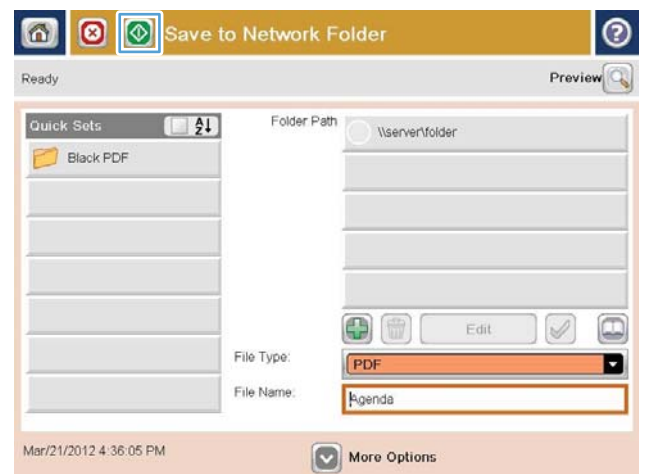 Save to Network Folder
Ready
Preview
Quick Sets
Folder Path
\\server\folder
Black PDF
Edit
File Type:
PDF
File Name:
Agenda
Mar/21/2012 4:36:05 PM
More Options